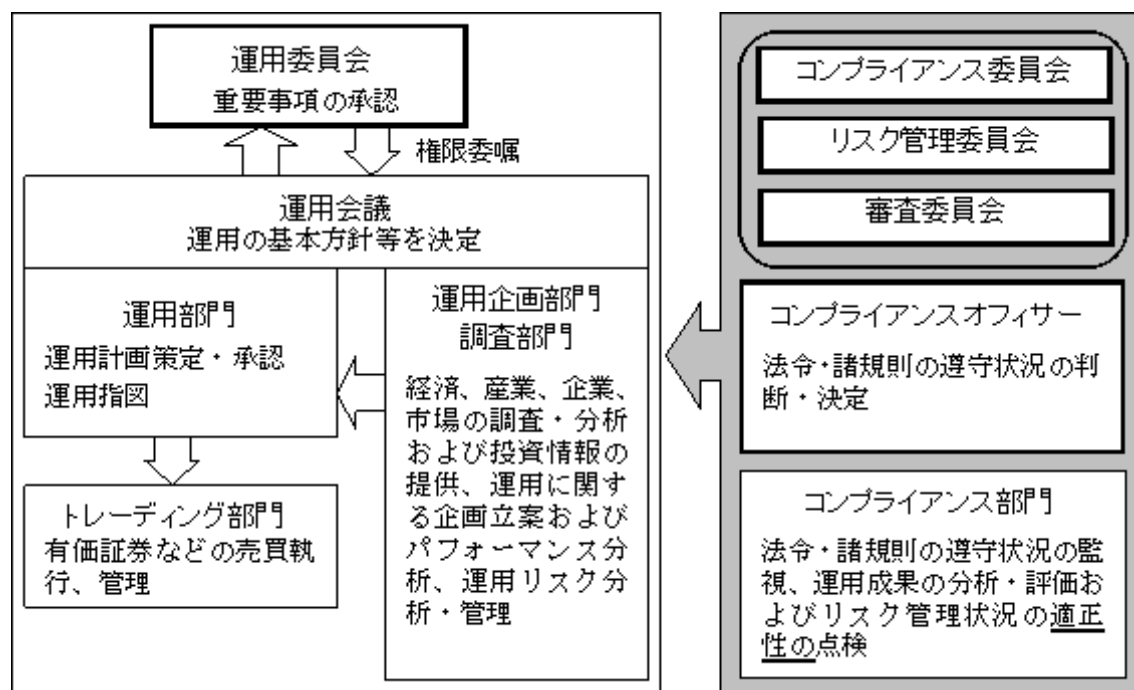 運用委員会
重要事項の承認
権限委嘱
運用会議
運用の基本方針等を決定
運用部門
運用計画策定・承認
運用指図
運用企画部門
調査部門
経済、産業、企業、
市場の調査・分析
および投資情報の
提供、運用に関す
る企画立案および
パフォーマンス分
析、運用リスク分
析・管理
トレーディング部門
有価証券などの売買執
行、管理
コンプライアンス委員会
リスク管理委員会
審査委員会
コンプライアンスオフィサー
法令・諸規則の遵守状況の判
断・決定
コンプライアンス部門
法令・諸規則の遵守状況の監
視、運用成果の分析・評価お
よびリスク管理状況の適正
性の点検